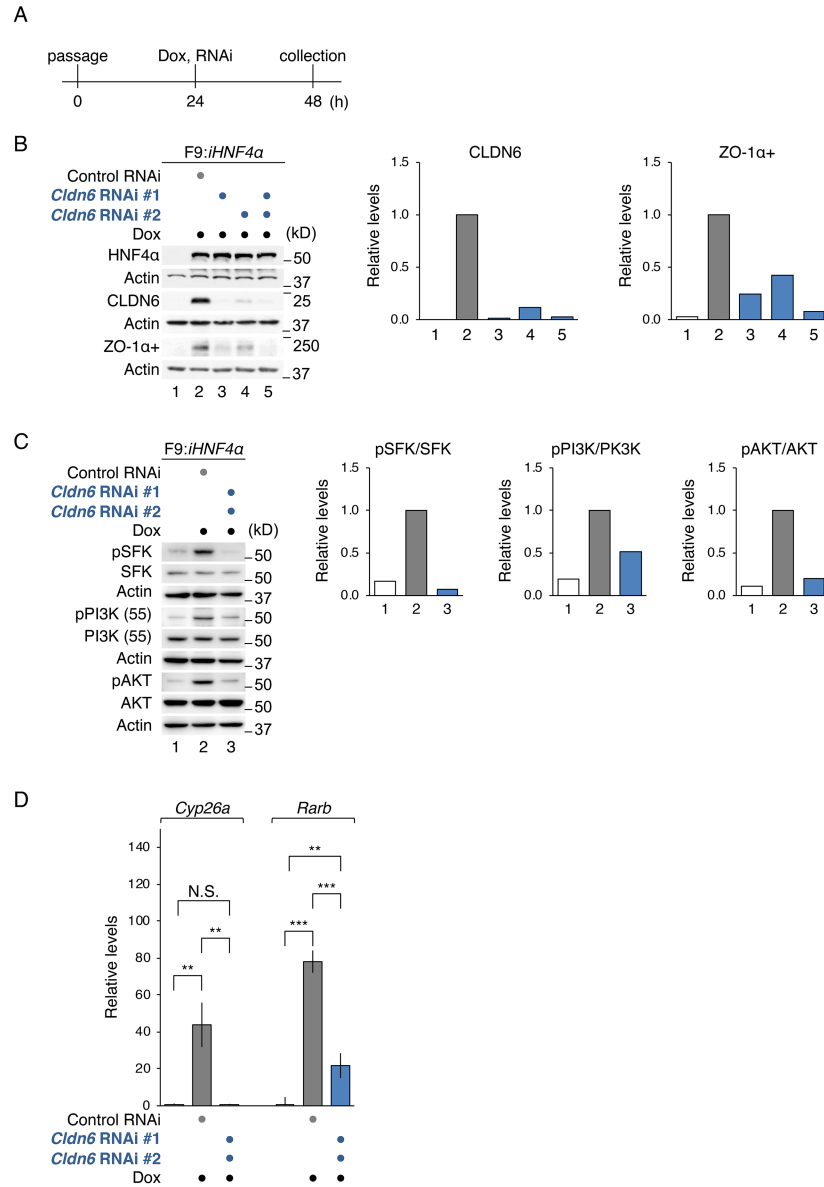 A
passage Dox, RNAi collection
0 24 48 (h)
B
F9:iHNF4α
Control RNAi
Cldn6 RNAi #1
Cldn6 RNAi #2
Dox (kD)
HNF4α 50
Actin 37
CLDN6 25
Actin 37
ZO-1α+ 250
Actin 37
1 2 3 4 5
CLDN6
Relative levels
1.5
1.0
0.5
0.0
1 2 3 4 5
ZO-1α+
Relative levels
1.5
1.0
0.5
0.0
1 2 3 4 5
C
F9:iHNF4α
Control RNAi
Cldn6 RNAi #1
Cldn6 RNAi #2
Dox (kD)
pSFK 50
SFK 50
Actin 37
pPI3K (55) 50
PI3K (55) 50
Actin 37
pAKT 50
AKT 50
Actin 37
1 2 3
pSFK/SFK
Relative levels
1.5
1.0
0.5
0.0
1 2 3
pPI3K/PK3K
Relative levels
1.5
1.0
0.5
0.0
1 2 3
pAKT/AKT
Relative levels
1.5
1.0
0.5
0.0
1 2 3
D
Cyp26a Rarb
Relative levels
140
120
100
80
60
40
20
0
N.S.
**
**
**
***
***
Control RNAi
Cldn6 RNAi #1
Cldn6 RNAi #2
Dox